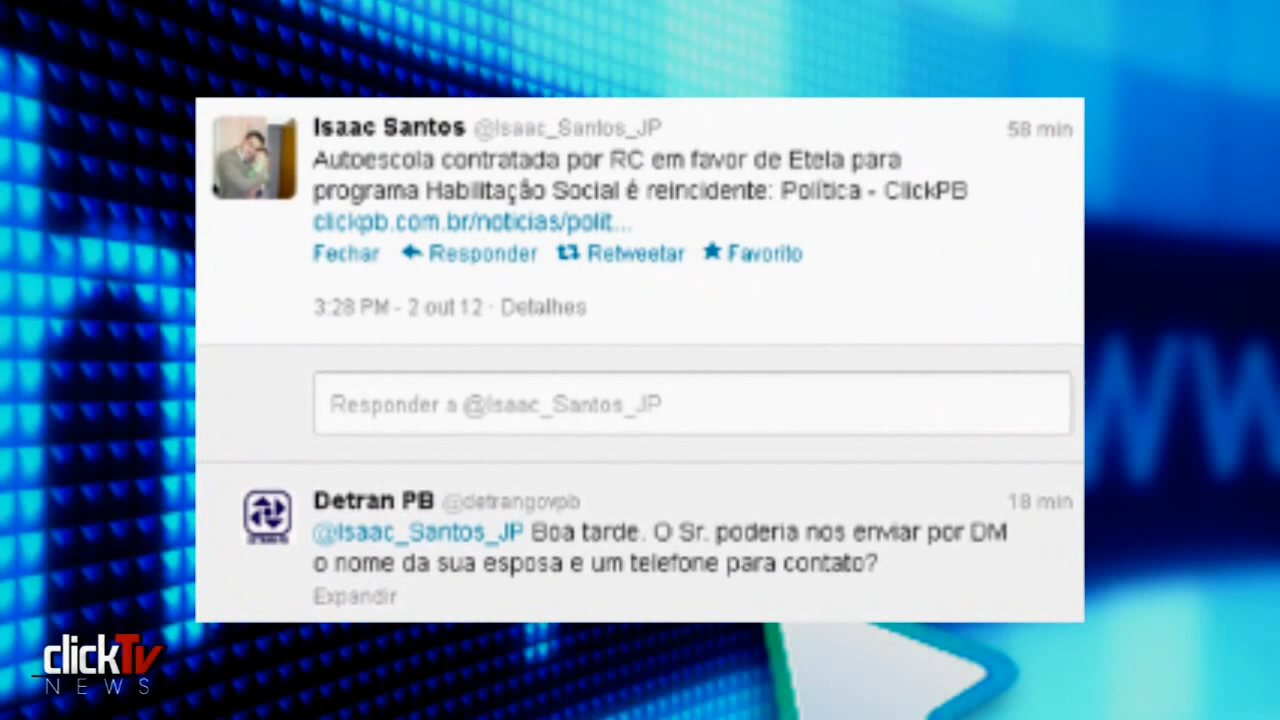 Isaac Santos @Isaac_Santos_JP 58 min
Autoescola contratada por RC em favor de Etela para
programa Habilitação Social é reincidente: Política - ClickPB
clickpb.com.br/noticias/polit...
Fechar Responder Retweetar Favorito
3:28 PM - 2 out 12 · Detalhes
Responder a @Isaac_Santos_JP
Detran PB @detrangovpb 18 min
@Isaac_Santos_JP Boa tarde. O Sr. poderia nos enviar por DM
o nome da sua esposa e um telefone para contato?
Expandir
WW
clickTv
NEWS